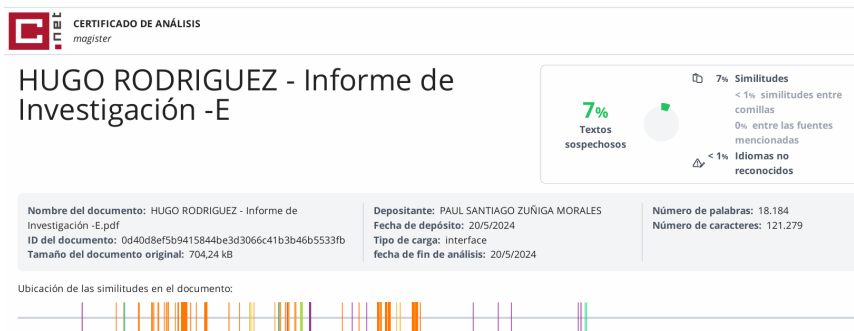 C
.net
CERTIFICADO DE ANÁLISIS
magister
HUGO RODRIGUEZ - Informe de
Investigación -E
7%
Textos
sospechosos
7% Similitudes
< 1% similitudes entre
comillas
0% entre las fuentes
mencionadas
< 1% Idiomas no
reconocidos
Nombre del documento: HUGO RODRIGUEZ - Informe de
Investigación -E.pdf
ID del documento: 0d40d8ef5b9415844be3d3066c41b3b46b5533fb
Tamaño del documento original: 704,24 kB
Depositante: PAUL SANTIAGO ZUÑIGA MORALES
Fecha de depósito: 20/5/2024
Tipo de carga: interface
fecha de fin de análisis: 20/5/2024
Número de palabras: 18.184
Número de caracteres: 121.279
Ubicación de las similitudes en el documento: